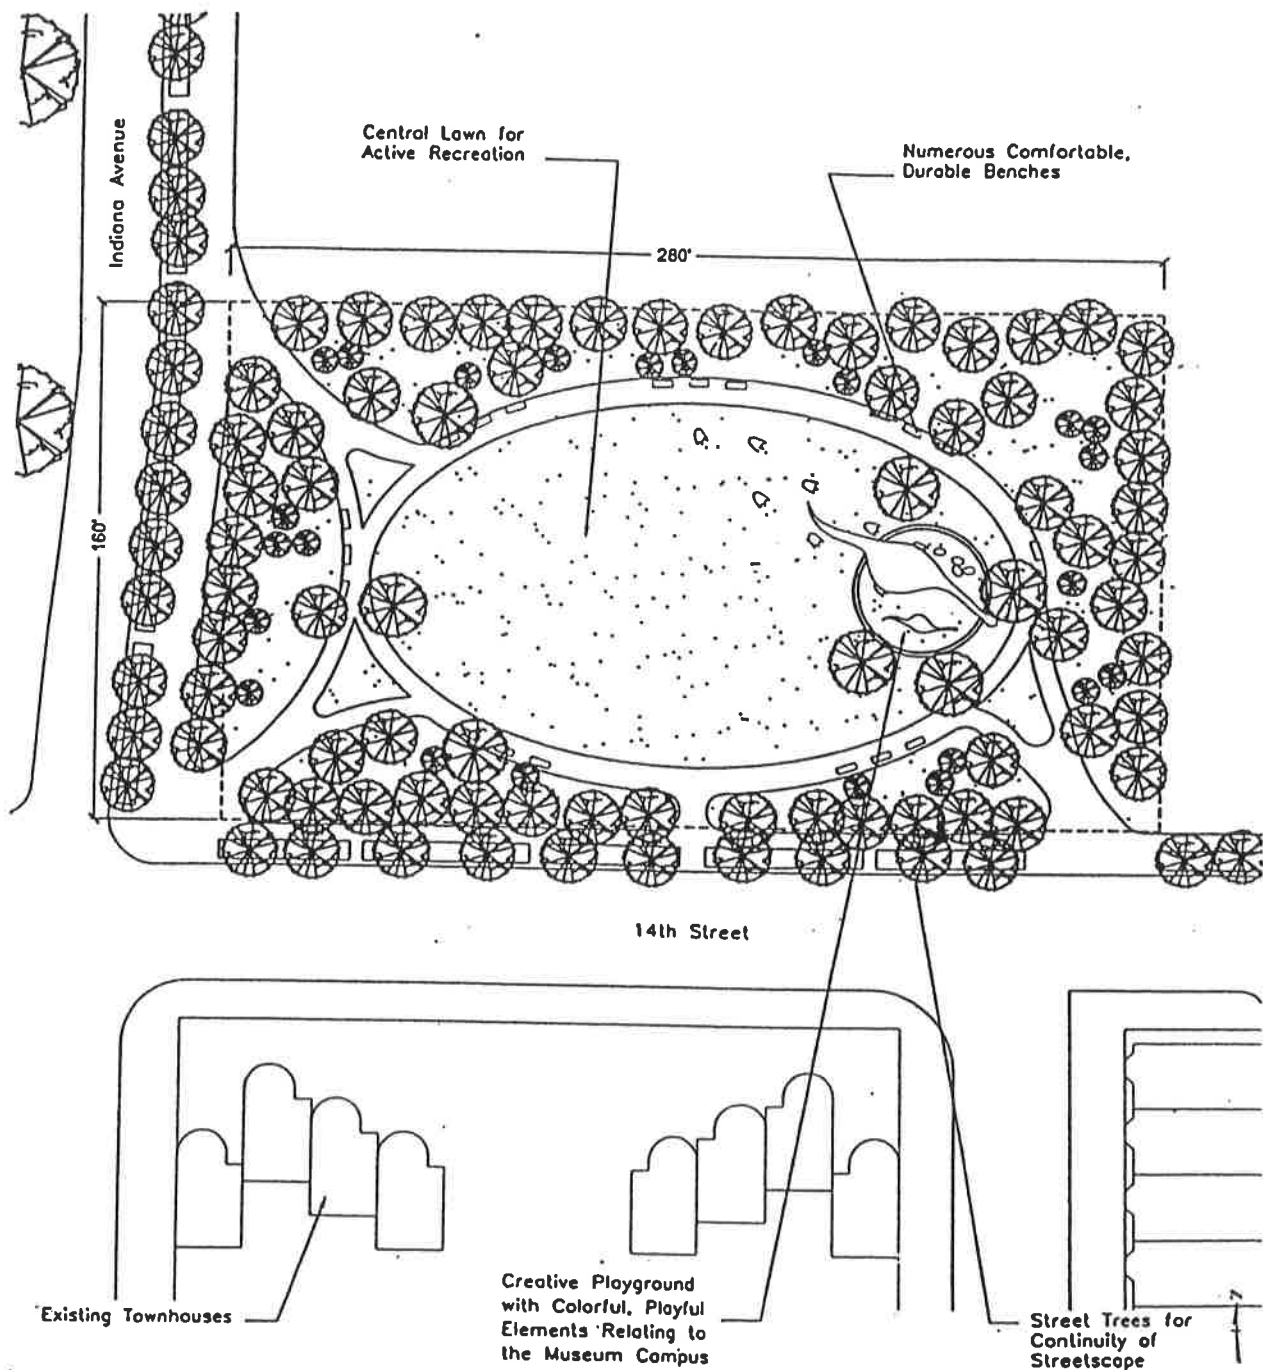 Central Lawn for
Active Recreation
Numerous Comfortable,
Durable Benches
Indiana Avenue
280'
160'
14th Street
Existing Townhouses
Creative Playground
with Colorful, Playful
Elements Relating to
the Museum Campus
Street Trees for
Continuity of
Streetscape
N